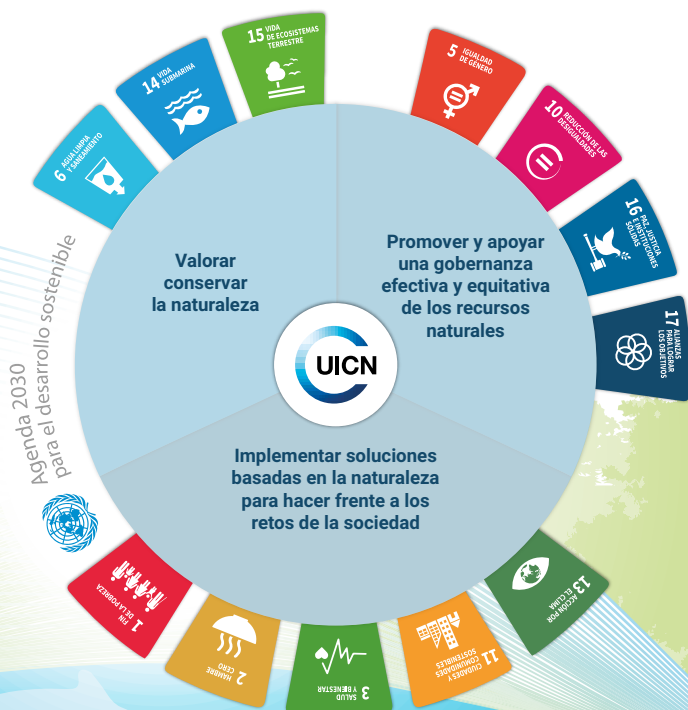 6 AGUA LIMPIA
Y SANEAMIENTO
14 VIDA
SUBMARINA
15 VIDA
DE ECOSISTEMAS
TERRESTRE
5 IGUALDAD
DE GÉNERO
10 REDUCCIÓN DE LAS
DESIGUALDADES
16 PAZ, JUSTICIA
E INSTITUCIONES
SÓLIDAS
17 ALIANZAS
PARA LOGRAR
LOS OBJETIVOS
Valorar
conservar
la naturaleza
Promover y apoyar
una gobernanza
efectiva y equitativa
de los recursos
naturales
UICN
Implementar soluciones
basadas en la naturaleza
para hacer frente a los
retos de la sociedad
Agenda 2030
para el desarrollo sostenible
1 FIN
DE LA POBREZA
2 HAMBRE
CERO
3 SALUD
Y BIENESTAR
11 CIUDADES Y
COMUNIDADES
SOSTENIBLES
13 ACCIÓN POR
EL CLIMA